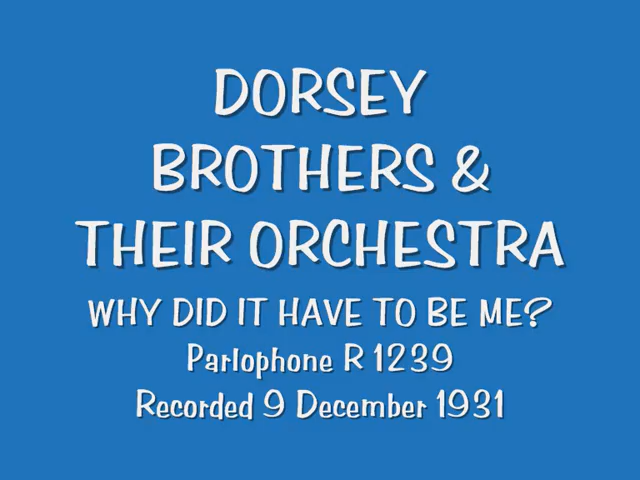 DORSEY
BROTHERS &
THEIR ORCHESTRA
WHY DID IT HAVE TO BE ME?
Parlophone R 1239
Recorded 9 December 1931